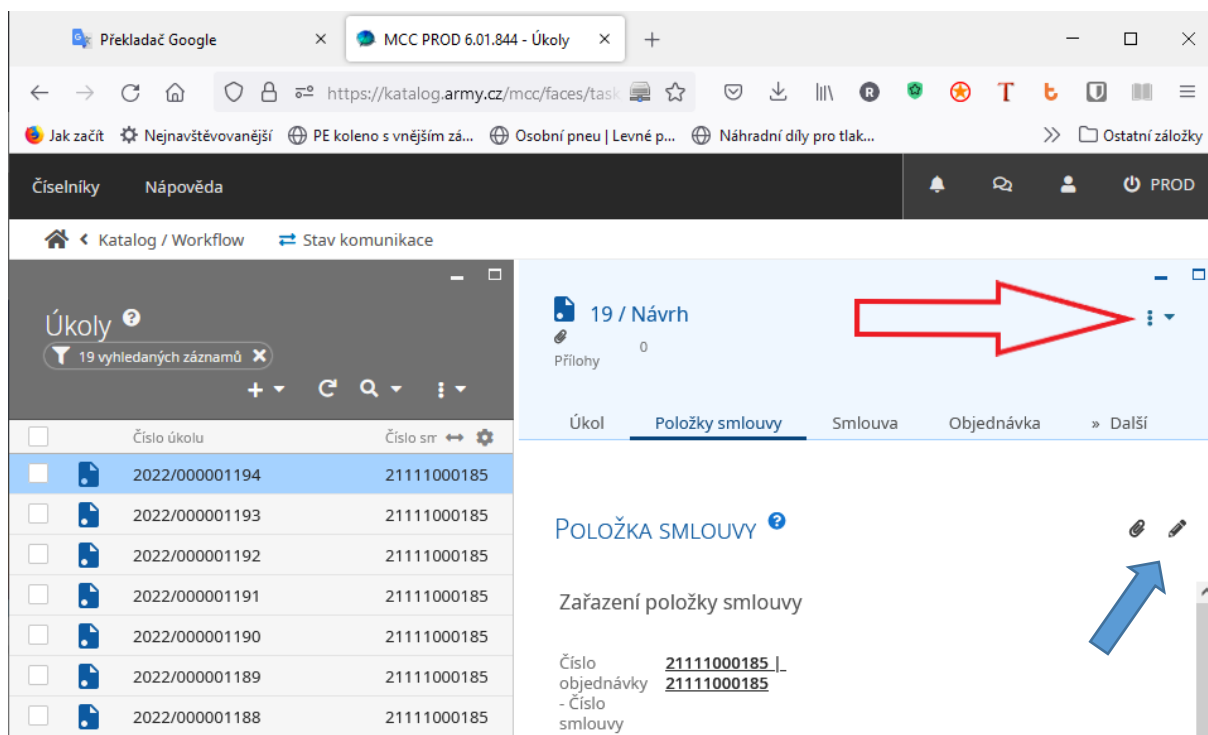 Překladač Google
MCC PROD 6.01.844 - Úkoly
https://katalog.army.cz/mcc/faces/task
Jak začít Nejnavštěvovanější PE koleno s vnějším zá... Osobní pneu | Levné p... Náhradní díly pro tlak... Ostatní záložky
Číselníky Nápověda PROD
Katalog / Workflow Stav komunikace
Úkoly
19 vyhledaných záznamů
Číslo úkolu Číslo sm
2022/000001194 21111000185
2022/000001193 21111000185
2022/000001192 21111000185
2022/000001191 21111000185
2022/000001190 21111000185
2022/000001189 21111000185
2022/000001188 21111000185
19 / Návrh
0
Přílohy
Úkol Položky smlouvy Smlouva Objednávka » Další
POLOŽKA SMLOUVY
Zařazení položky smlouvy
Číslo 21111000185 |
objednávky 21111000185
- Číslo
smlouvy